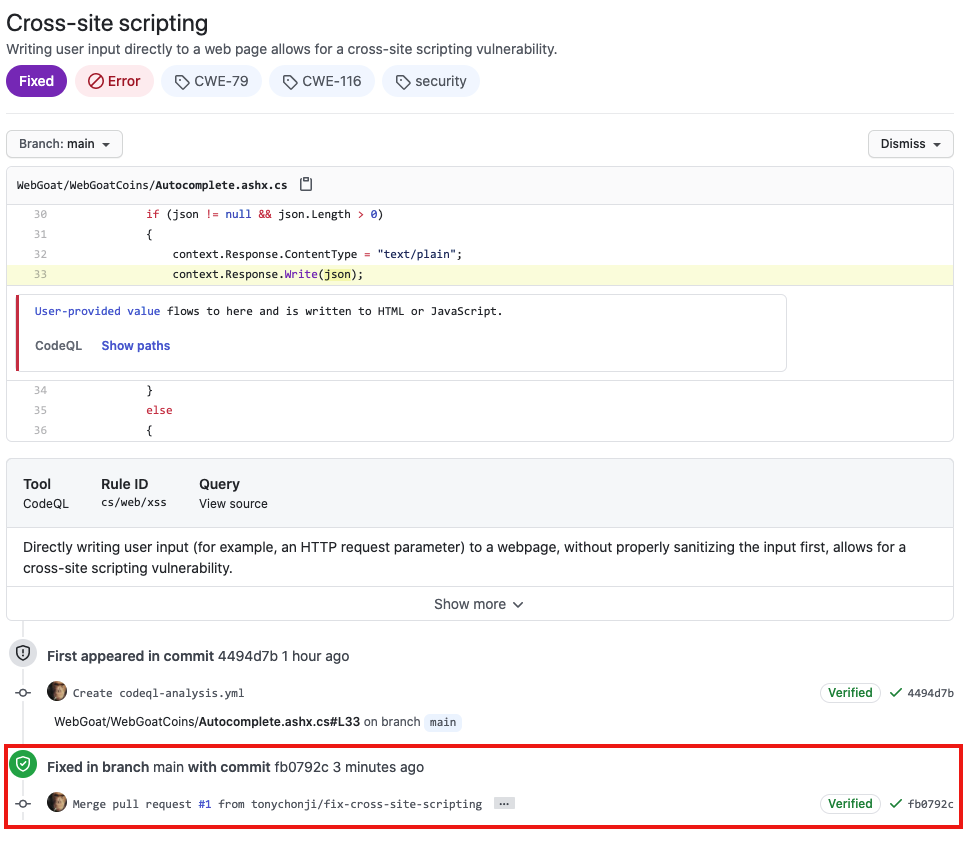 Cross-site scripting
Writing user input directly to a web page allows for a cross-site scripting vulnerability.
Fixed Error CWE-79 CWE-116 security
Branch: main Dismiss
WebGoat/WebGoatCoins/Autocomplete.ashx.cs
30 if (json != null && json.Length > 0)
31 {
32 context.Response.ContentType = "text/plain";
33 context.Response.Write(json);
User-provided value flows to here and is written to HTML or JavaScript.
CodeQL Show paths
34 }
35 else
36 {
Tool Rule ID Query
CodeQL cs/web/xss View source
Directly writing user input (for example, an HTTP request parameter) to a webpage, without properly sanitizing the input first, allows for a
cross-site scripting vulnerability.
Show more
First appeared in commit 4494d7b 1 hour ago
Create codeql-analysis.yml Verified 4494d7b
WebGoat/WebGoatCoins/Autocomplete.ashx.cs#L33 on branch main
Fixed in branch main with commit fb0792c 3 minutes ago
Merge pull request #1 from tonychonji/fix-cross-site-scripting ... Verified fb0792c